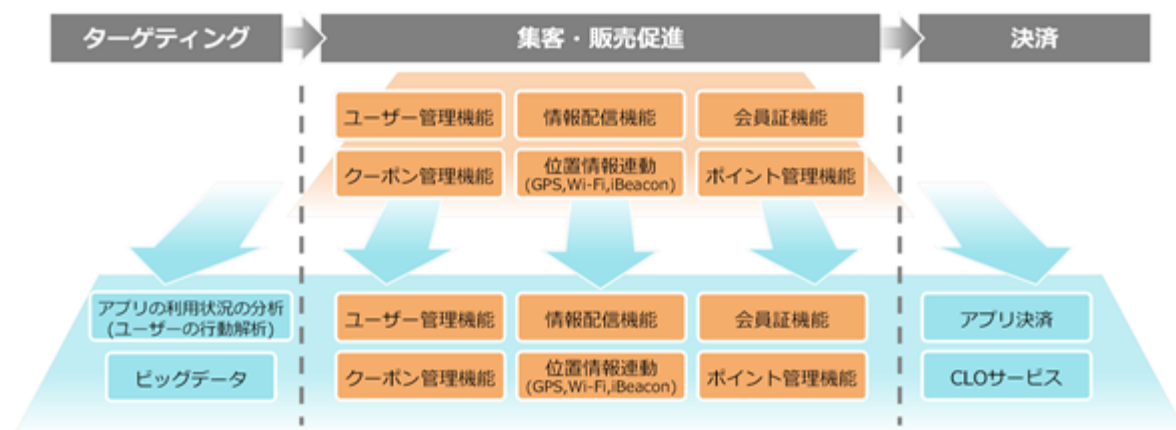 ターゲティング
集客・販売促進
決済
ユーザー管理機能
情報配信機能
会員証機能
クーポン管理機能
位置情報連動
(GPS,Wi-Fi,iBeacon)
ポイント管理機能
アプリの利用状況の分析
(ユーザーの行動解析)
ユーザー管理機能
情報配信機能
会員証機能
アプリ決済
ビッグデータ
クーポン管理機能
位置情報連動
(GPS,Wi-Fi,iBeacon)
ポイント管理機能
CLOサービス